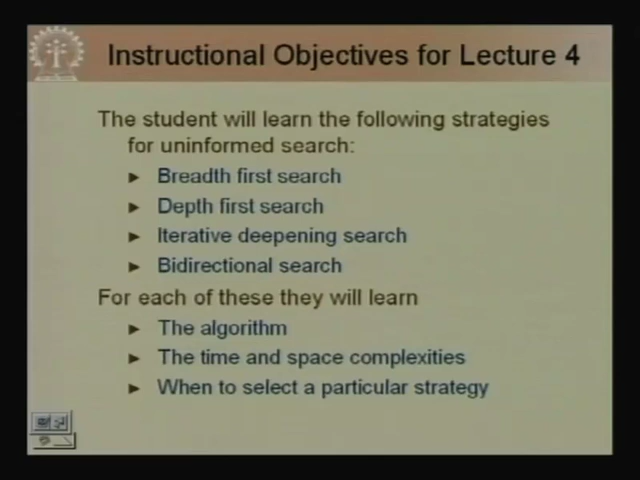 Instructional Objectives for Lecture 4
The student will learn the following strategies
for uninformed search:
Breadth first search
Depth first search
Iterative deepening search
Bidirectional search
For each of these they will learn
The algorithm
The time and space complexities
When to select a particular strategy